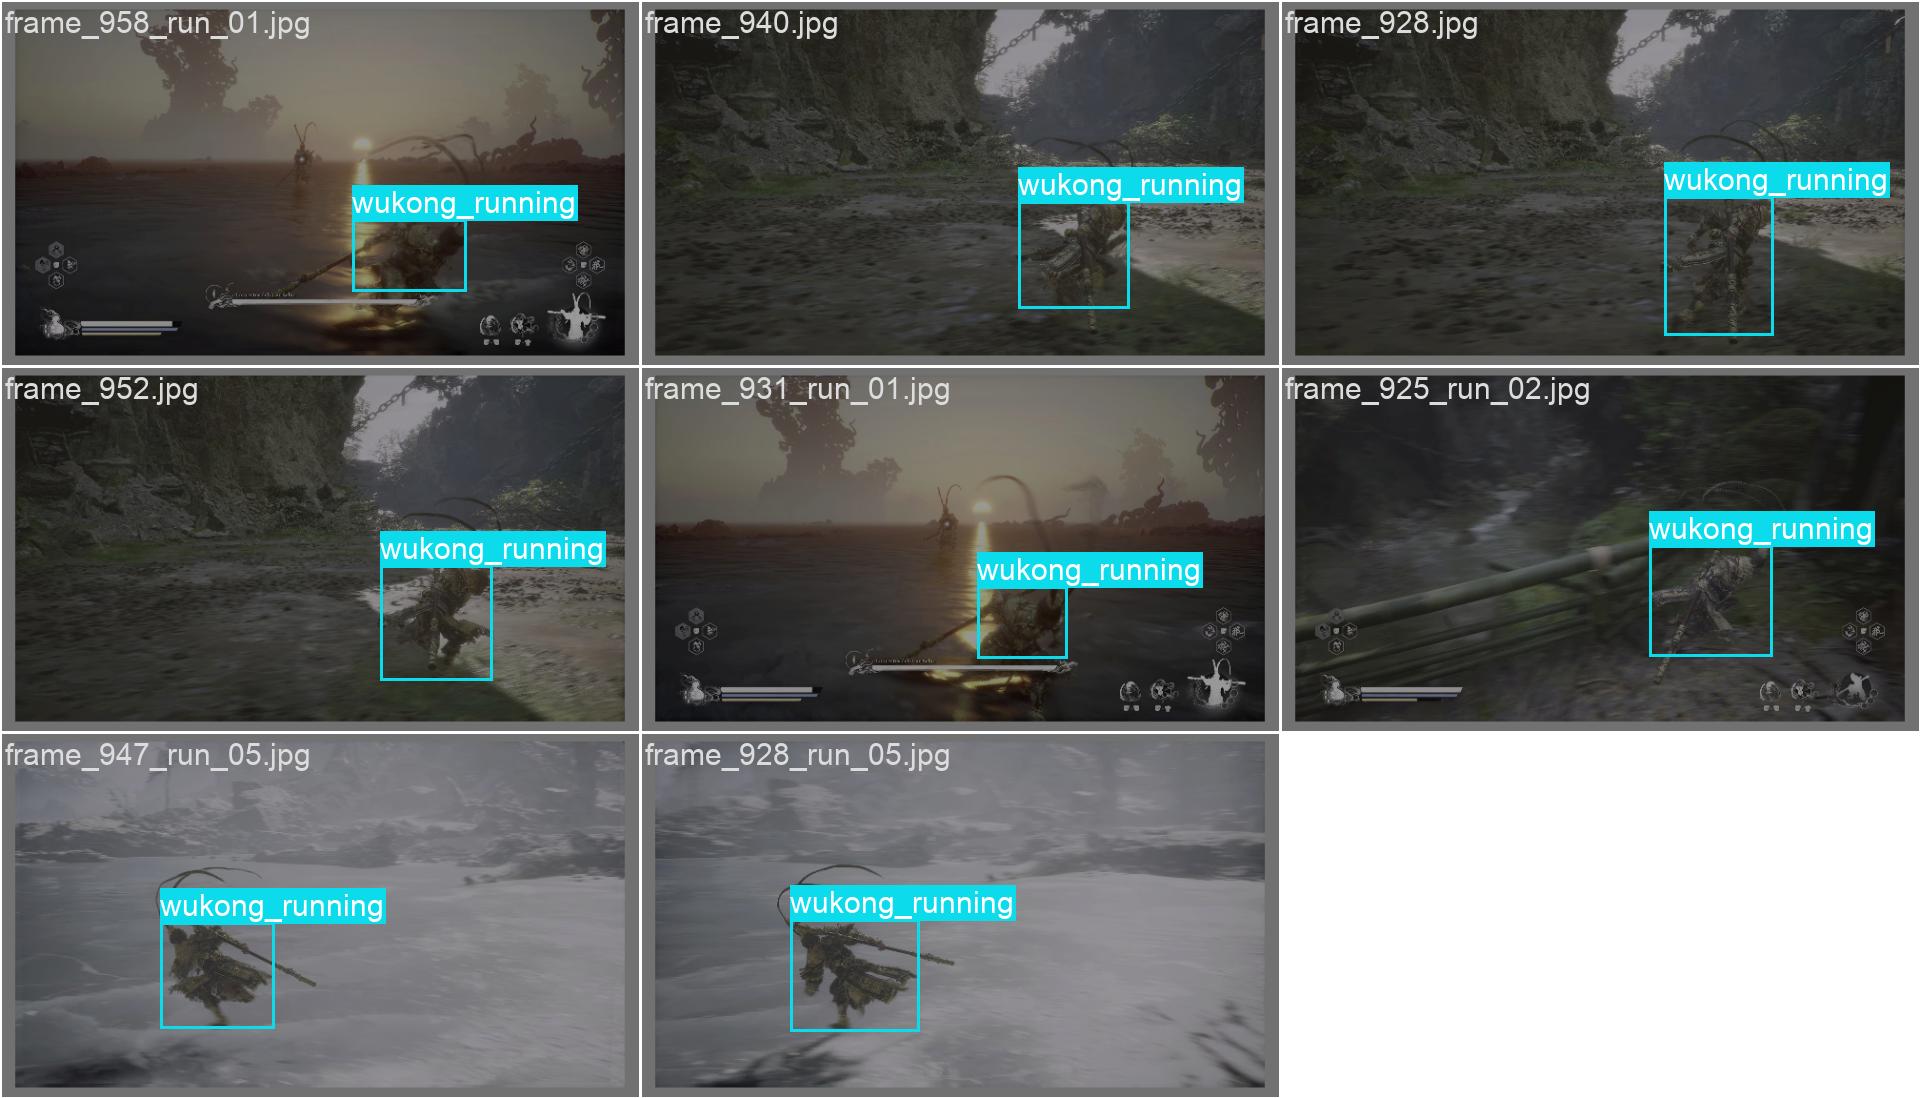 frame_958_run_01.jpg
wukong_running
frame_940.jpg
wukong_running
frame_928.jpg
wukong_running
frame_952.jpg
wukong_running
frame_931_run_01.jpg
wukong_running
frame_925_run_02.jpg
wukong_running
frame_947_run_05.jpg
wukong_running
frame_928_run_05.jpg
wukong_running